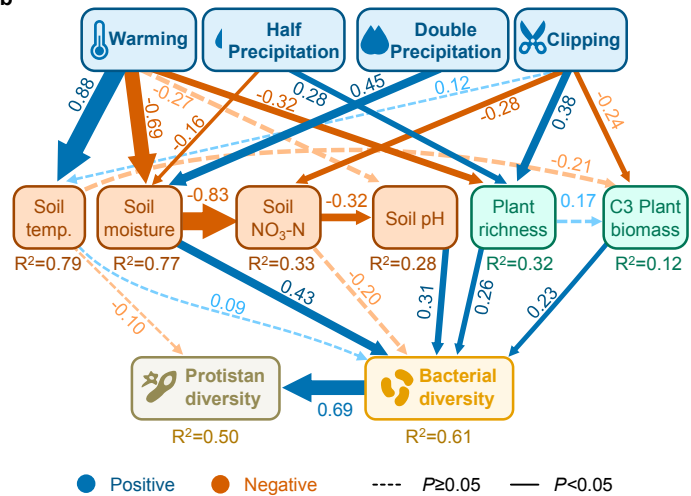 b
Warming
Half
Precipitation
Double
Precipitation
Clipping
0.88
-0.69
-0.27
-0.16
-0.32
0.28
0.45
0.12
-0.28
0.38
-0.24
-0.21
Soil
temp.
Soil
moisture
-0.83
Soil
NO₃-N
-0.32
Soil pH
Plant
richness
0.17
C3 Plant
biomass
R²=0.79
R²=0.77
R²=0.33
R²=0.28
R²=0.32
R²=0.12
-0.10
0.09
0.43
-0.20
0.31
0.26
0.23
Protistan
diversity
0.69
Bacterial
diversity
R²=0.50
R²=0.61
Positive
Negative
P≥0.05
P<0.05